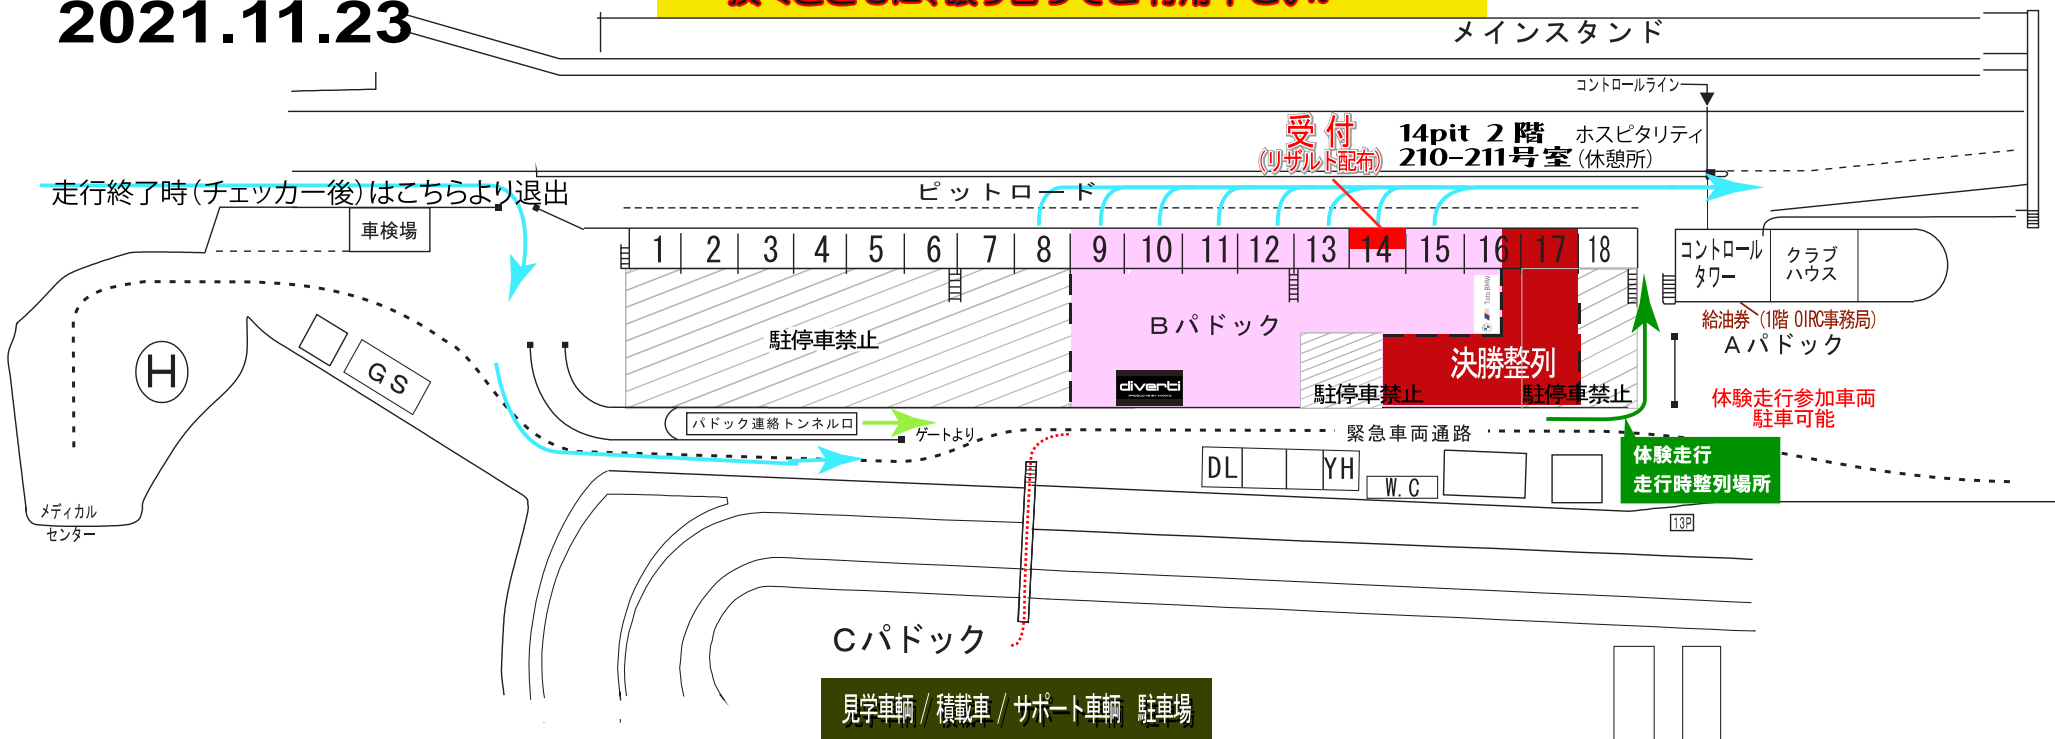 2021.11.23
メインスタンド
コントロールライン
受付
(リザルト配布)
14pit 2階
210-211号室
ホスピタリティ
(休憩所)
走行終了時(チェッカー後)はこちらより退出
ピットロード
車検場
1 2 3 4 5 6 7 8 9 10 11 12 13 14 15 16 17 18
コントロール
タワー
クラブ
ハウス
給油券(1階 OIRC事務局)
Aパドック
駐停車禁止
Bパドック
Toto BMW
決勝整列
diverti
駐停車禁止
駐停車禁止
体験走行参加車両
駐車可能
H
GS
パドック連絡トンネル口
ゲートより
緊急車両通路
体験走行
走行時整列場所
DL
YH
W.C
13P
メディカル
センター
Cパドック
見学車輌 / 積載車 / サポート車輌 駐車場